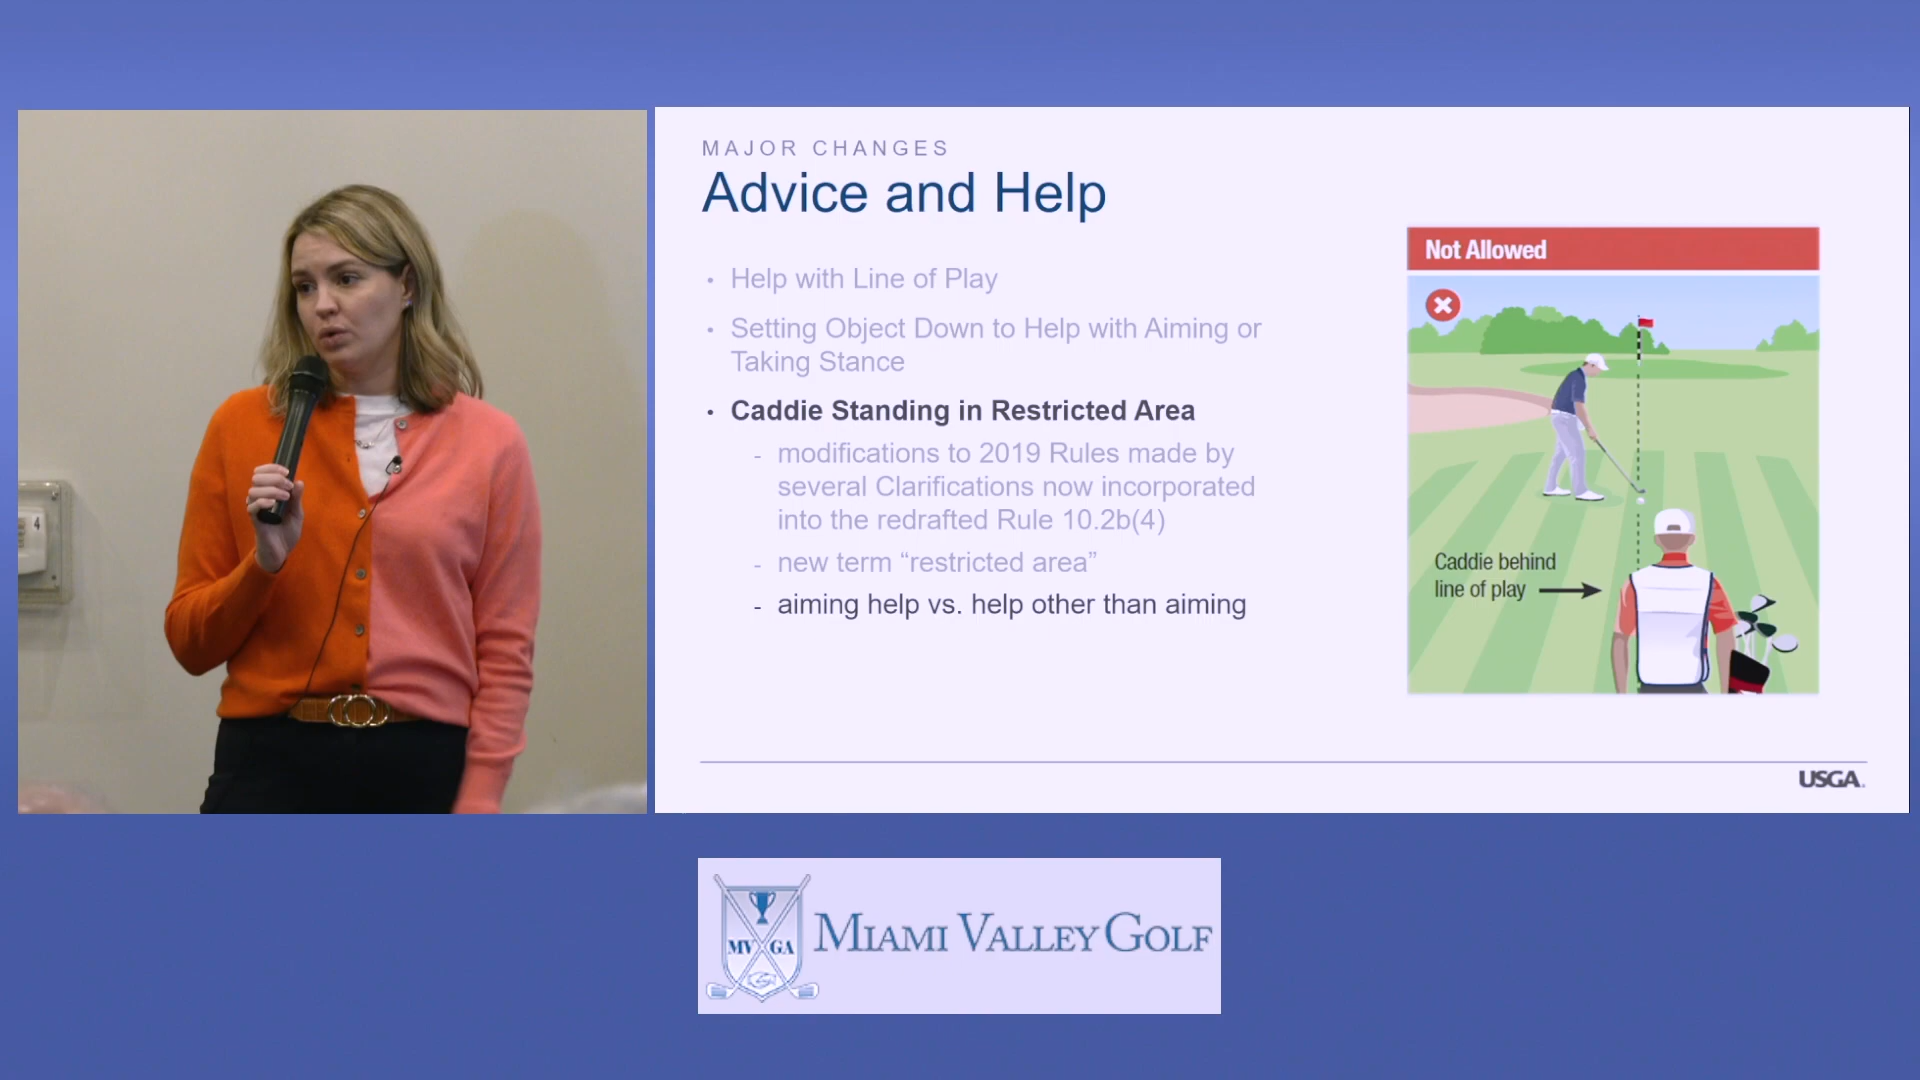 4
MAJOR CHANGES
Advice and Help
• Help with Line of Play
• Setting Object Down to Help with Aiming or
Taking Stance
• Caddie Standing in Restricted Area
- modifications to 2019 Rules made by
several Clarifications now incorporated
into the redrafted Rule 10.2b(4)
- new term “restricted area”
- aiming help vs. help other than aiming
Not Allowed
Caddie behind
line of play
USGA.
MV GA
MIAMI VALLEY GOLF